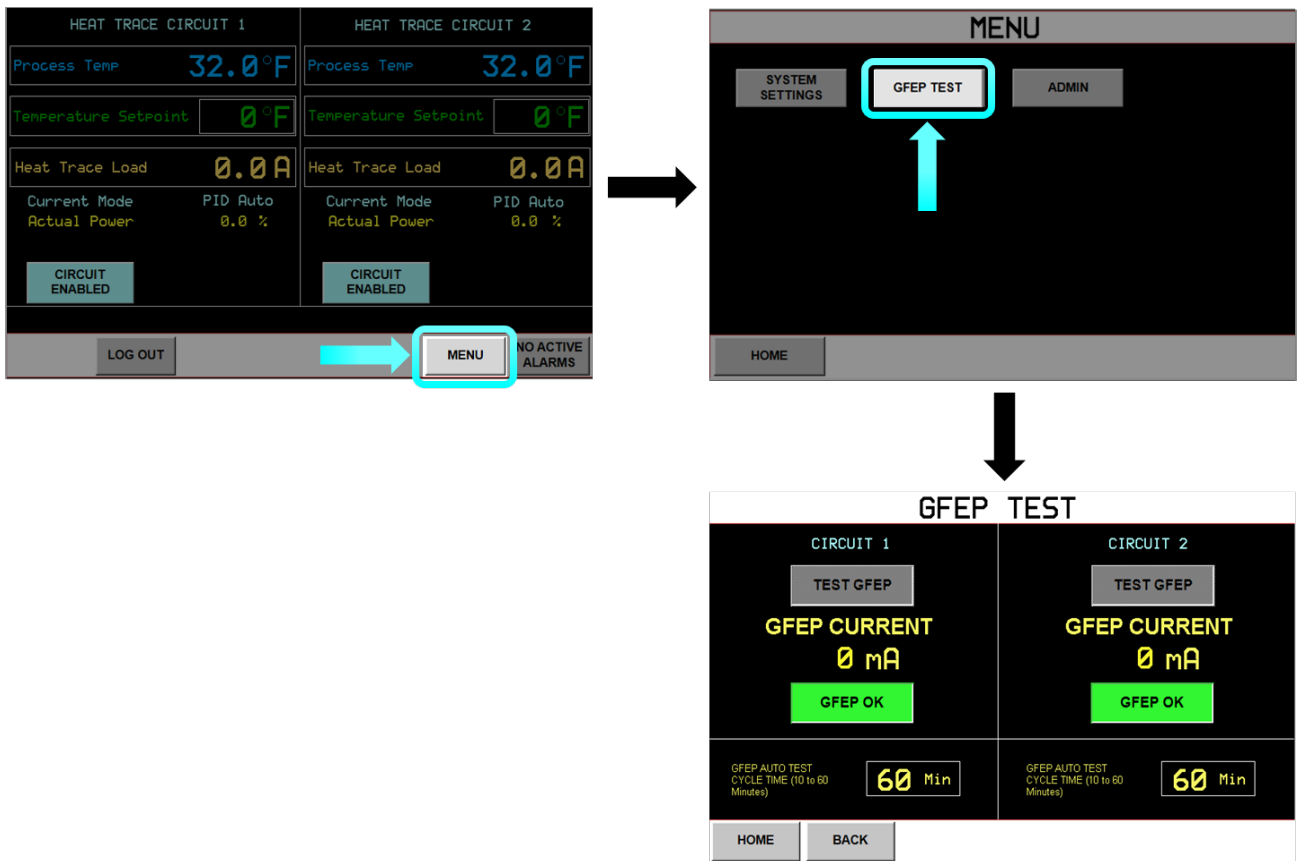 HEAT TRACE CIRCUIT 1
HEAT TRACE CIRCUIT 2
Process Temp 32.0°F
Process Temp 32.0°F
Temperature Setpoint 0°F
Temperature Setpoint 0°F
Heat Trace Load 0.0A
Heat Trace Load 0.0A
Current Mode PID Auto
Actual Power 0.0 %
Current Mode PID Auto
Actual Power 0.0 %
CIRCUIT
ENABLED
CIRCUIT
ENABLED
LOG OUT
MENU
NO ACTIVE
ALARMS
MENU
SYSTEM
SETTINGS
GFEP TEST
ADMIN
HOME
GFEP TEST
CIRCUIT 1
TEST GFEP
GFEP CURRENT
0 mA
GFEP OK
GFEP AUTO TEST
CYCLE TIME (10 to 60
Minutes)
60 Min
CIRCUIT 2
TEST GFEP
GFEP CURRENT
0 mA
GFEP OK
GFEP AUTO TEST
CYCLE TIME (10 to 60
Minutes)
60 Min
HOME
BACK